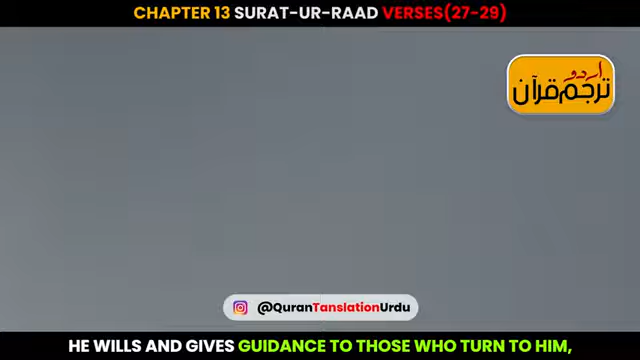 CHAPTER 13 SURAT-UR-RAAD VERSES(27-29)
اردو
ترجم قرآن
@QuranTanslationUrdu
HE WILLS AND GIVES GUIDANCE TO THOSE WHO TURN TO HIM,